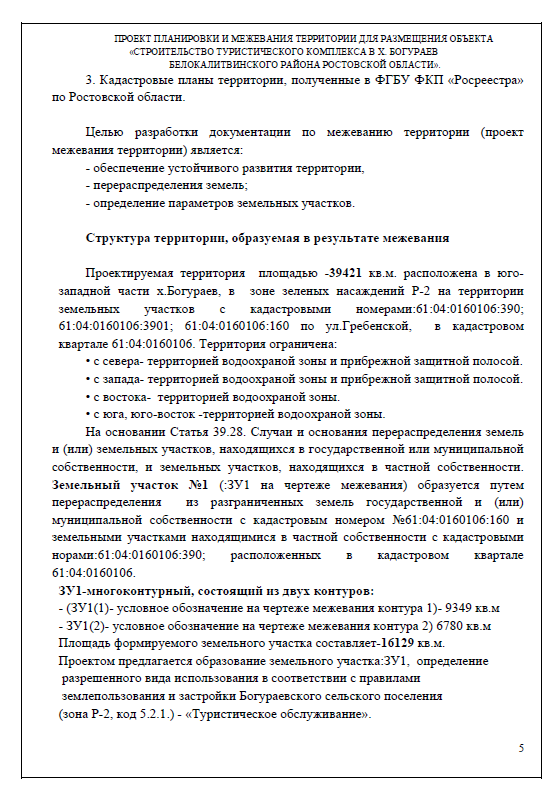 ПРОЕКТ ПЛАНИРОВКИ И МЕЖЕВАНИЯ ТЕРРИТОРИИ ДЛЯ РАЗМЕЩЕНИЯ ОБЪЕКТА
«СТРОИТЕЛЬСТВО ТУРИСТИЧЕСКОГО КОМПЛЕКСА В Х. БОГУРАЕВ
БЕЛОКАЛИТВИНСКОГО РАЙОНА РОСТОВСКОЙ ОБЛАСТИ».
3. Кадастровые планы территории, полученные в ФГБУ ФКП «Росреестра»
по Ростовской области.
Целью разработки документации по межеванию территории (проект
межевания территории) является:
- обеспечение устойчивого развития территории,
- перераспределения земель;
- определение параметров земельных участков.
Структура территории, образуемая в результате межевания
Проектируемая территория площадью -39421 кв.м. расположена в юго-
западной части х.Богураев, в зоне зеленых насаждений Р-2 на территории
земельных участков с кадастровыми номерами:61:04:0160106:390;
61:04:0160106:3901; 61:04:0160106:160 по ул.Гребенской, в кадастровом
квартале 61:04:0160106. Территория ограничена:
• с севера- территорией водоохраной зоны и прибрежной защитной полосой.
• с запада- территорией водоохраной зоны и прибрежной защитной полосой.
• с востока- территорией водоохраной зоны.
• с юга, юго-восток -территорией водоохраной зоны.
На основании Статья 39.28. Случаи и основания перераспределения земель
и (или) земельных участков, находящихся в государственной или муниципальной
собственности, и земельных участков, находящихся в частной собственности.
Земельный участок №1 (:ЗУ1 на чертеже межевания) образуется путем
перераспределения из разграниченных земель государственной и (или)
муниципальной собственности с кадастровым номером №61:04:0160106:160 и
земельными участками находящимися в частной собственности с кадастровыми
норами:61:04:0160106:390; расположенных в кадастровом квартале
61:04:0160106.
ЗУ1-многоконтурный, состоящий из двух контуров:
- (ЗУ1(1)- условное обозначение на чертеже межевания контура 1)- 9349 кв.м
- ЗУ1(2)- условное обозначение на чертеже межевания контура 2) 6780 кв.м
Площадь формируемого земельного участка составляет-16129 кв.м.
Проектом предлагается образование земельного участка:ЗУ1, определение
разрешенного вида использования в соответствии с правилами
землепользования и застройки Богураевского сельского поселения
(зона Р-2, код 5.2.1.) - «Туристическое обслуживание».
5